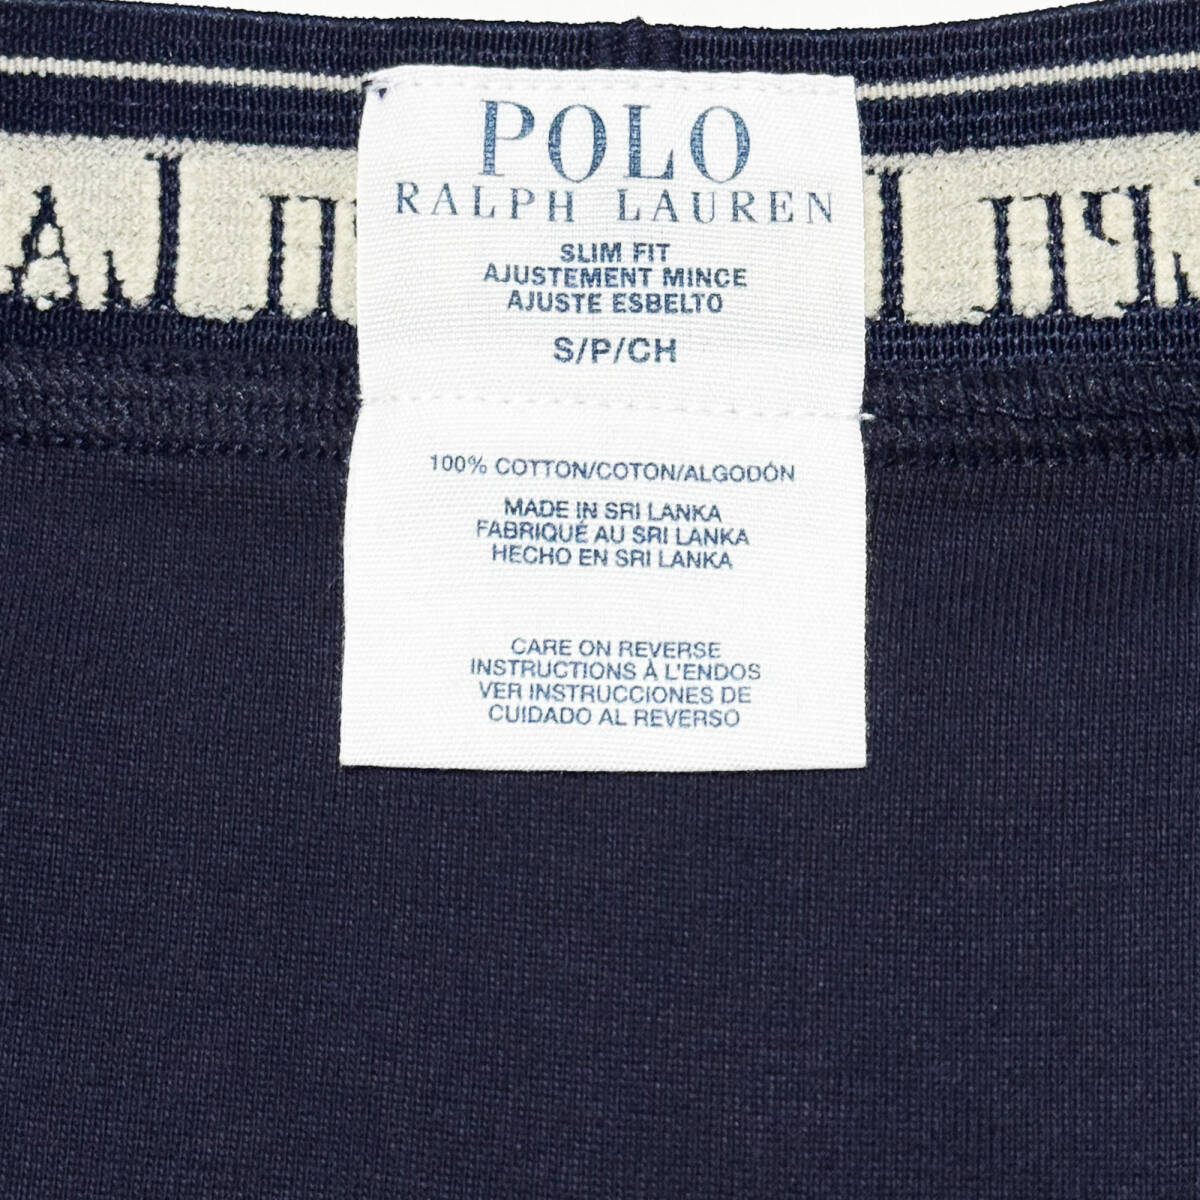 POLO
RALPH LAUREN
SLIM FIT
AJUSTEMENT MINCE
AJUSTE ESBELTO
S/P/CH
100% COTTON/COTON/ALGODÓN
MADE IN SRI LANKA
FABRIQUÉ AU SRI LANKA
HECHO EN SRI LANKA
CARE ON REVERSE
INSTRUCTIONS À L'ENDOS
VER INSTRUCCIONES DE
CUIDADO AL REVERSO